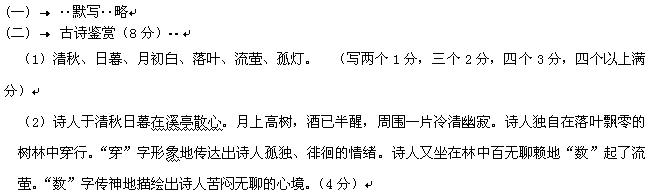 (一) → ··默写··略↵
(二) → 古诗鉴赏(8 分)··↵
(1)清秋、日暮、月初白、落叶、流萤、孤灯。 (写两个 1 分，三个 2 分，四个 3 分，四个以上满
分)↵
(2)诗人于清秋日暮在溪亭散心。月上高树，酒已半醒，周围一片冷清幽寂。诗人独自在落叶飘零的
树林中穿行。“穿”字形象地传达出诗人孤独、徘徊的情绪。诗人又坐在林中百无聊赖地“数”起了流
萤。“数”字传神地描绘出诗人苦闷无聊的心境。(4 分)↵